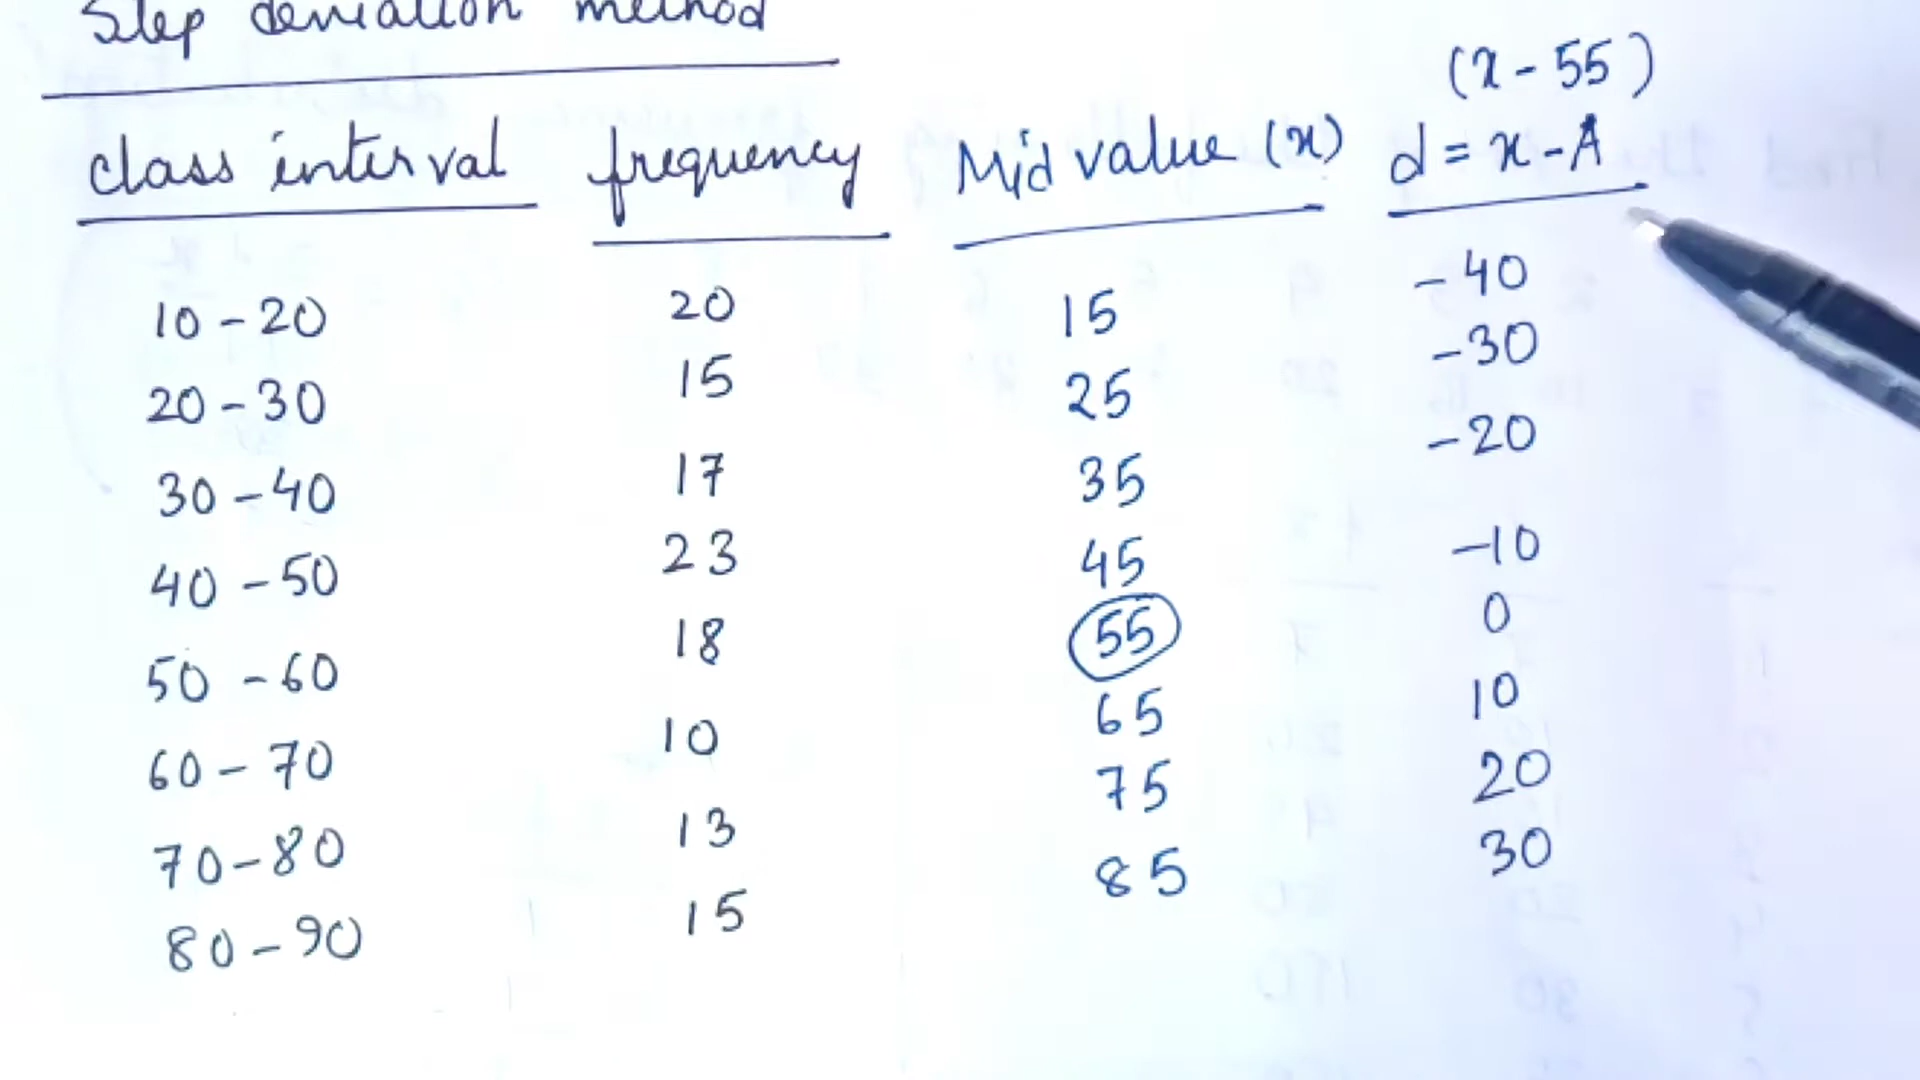 Step deviation method
(x - 55)
class interval frequency Mid value (x) d = x - A
10 - 20 20 15 - 40
20 - 30 15 25 - 30
30 - 40 17 35 - 20
40 - 50 23 45 - 10
50 - 60 18 55 0
60 - 70 10 65 10
70 - 80 13 75 20
80 - 90 15 85 30